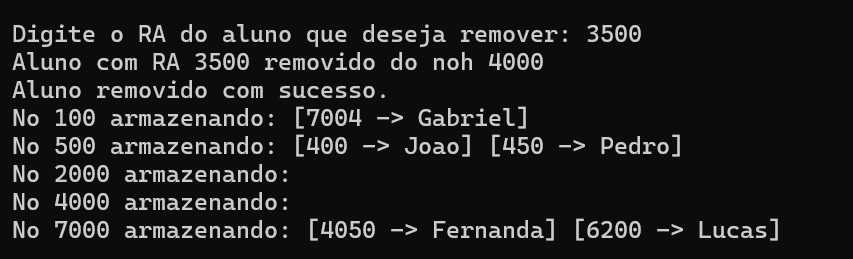 Digite o RA do aluno que deseja remover: 3500
Aluno com RA 3500 removido do noh 4000
Aluno removido com sucesso.
No 100 armazenando: [7004 -> Gabriel]
No 500 armazenando: [400 -> Joao] [450 -> Pedro]
No 2000 armazenando:
No 4000 armazenando:
No 7000 armazenando: [4050 -> Fernanda] [6200 -> Lucas]